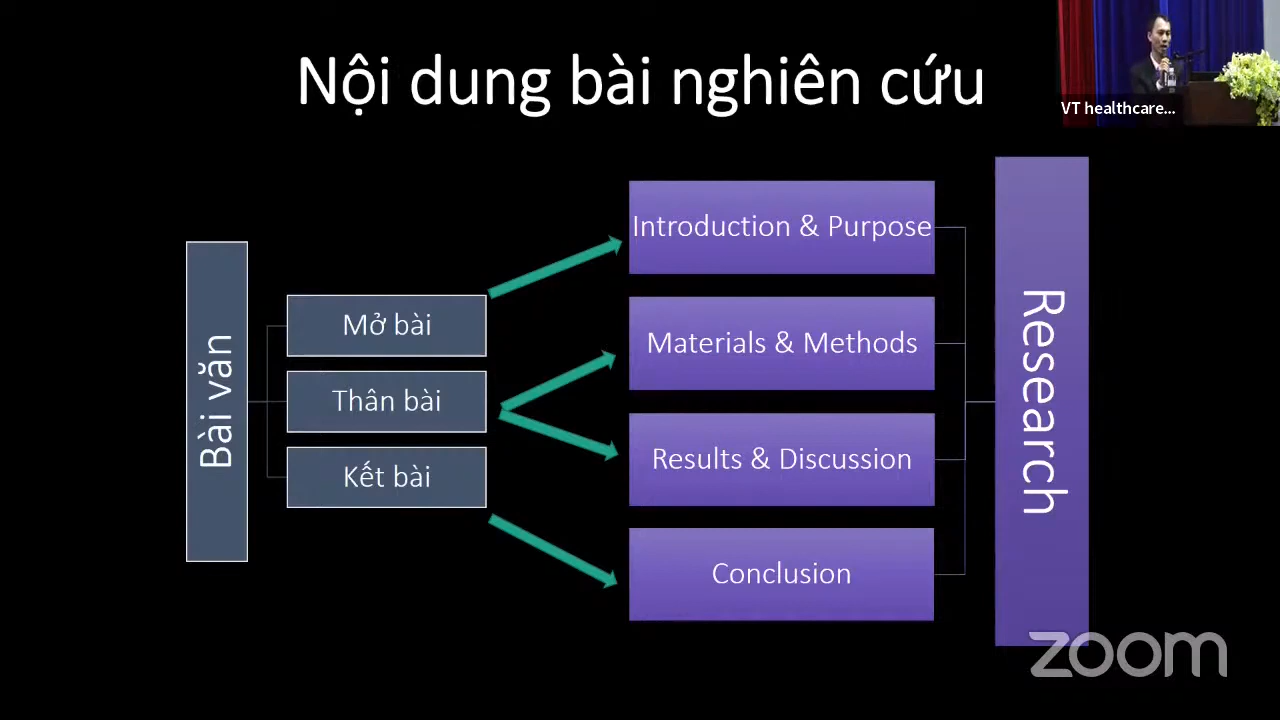 Nội dung bài nghiên cứu
VT healthcare...
Bài văn
Mở bài
Thân bài
Kết bài
Introduction & Purpose
Materials & Methods
Results & Discussion
Conclusion
Research
zoom